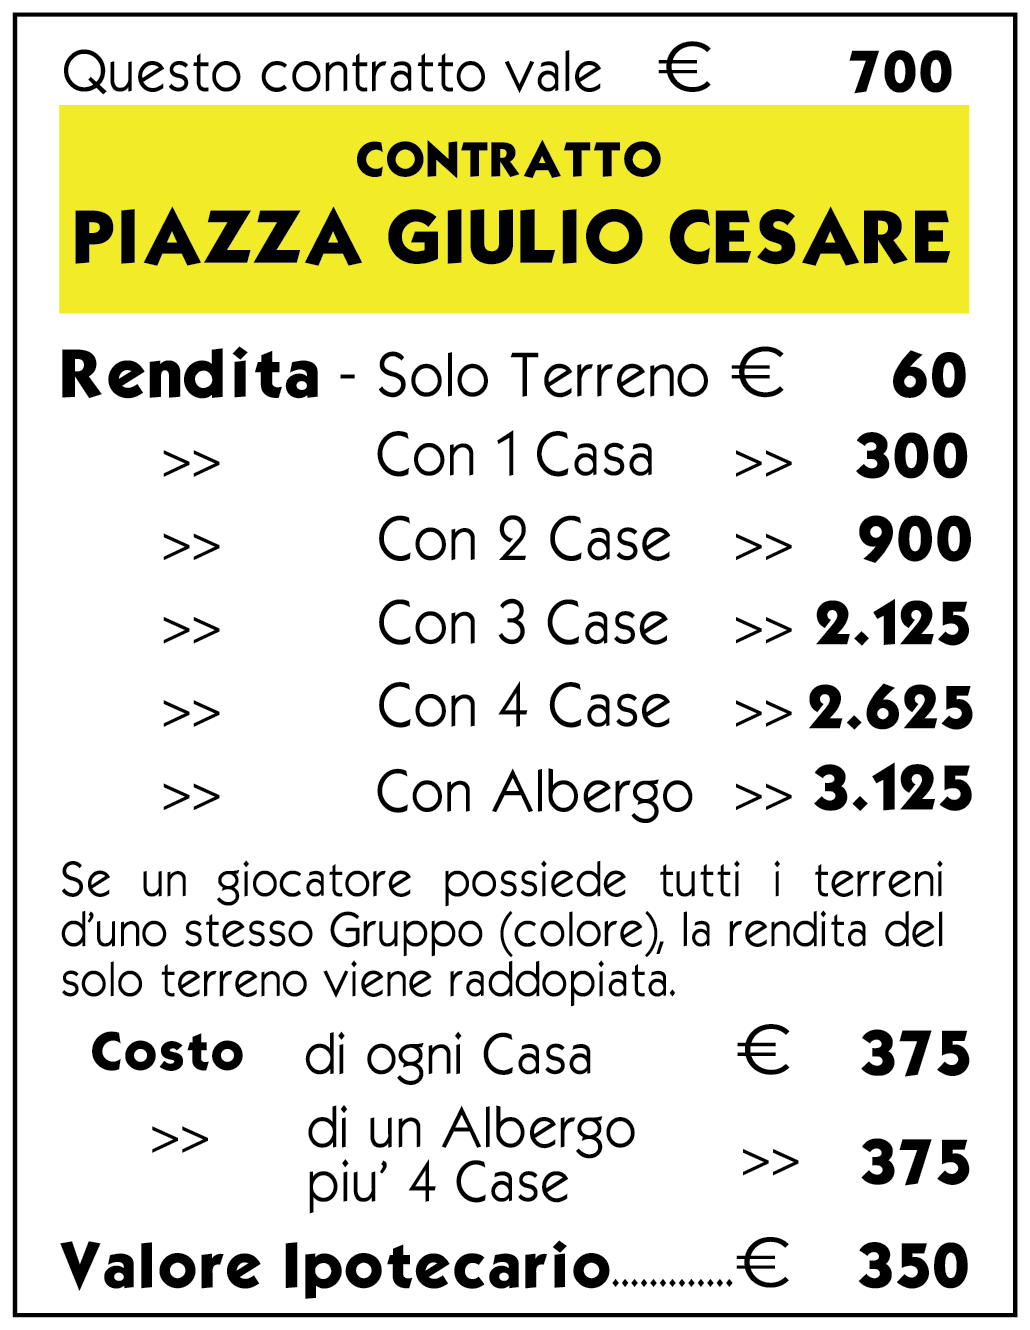 Questo contratto vale € 700
CONTRATTO
PIAZZA GIULIO CESARE
Rendita - Solo Terreno € 60
>> Con 1 Casa >> 300
>> Con 2 Case >> 900
>> Con 3 Case >> 2.125
>> Con 4 Case >> 2.625
>> Con Albergo >> 3.125
Se un giocatore possiede tutti i terreni
d’uno stesso Gruppo (colore), la rendita del
solo terreno viene raddopiata.
Costo di ogni Casa € 375
>> di un Albergo
piu’ 4 Case >> 375
Valore Ipotecario.............€ 350